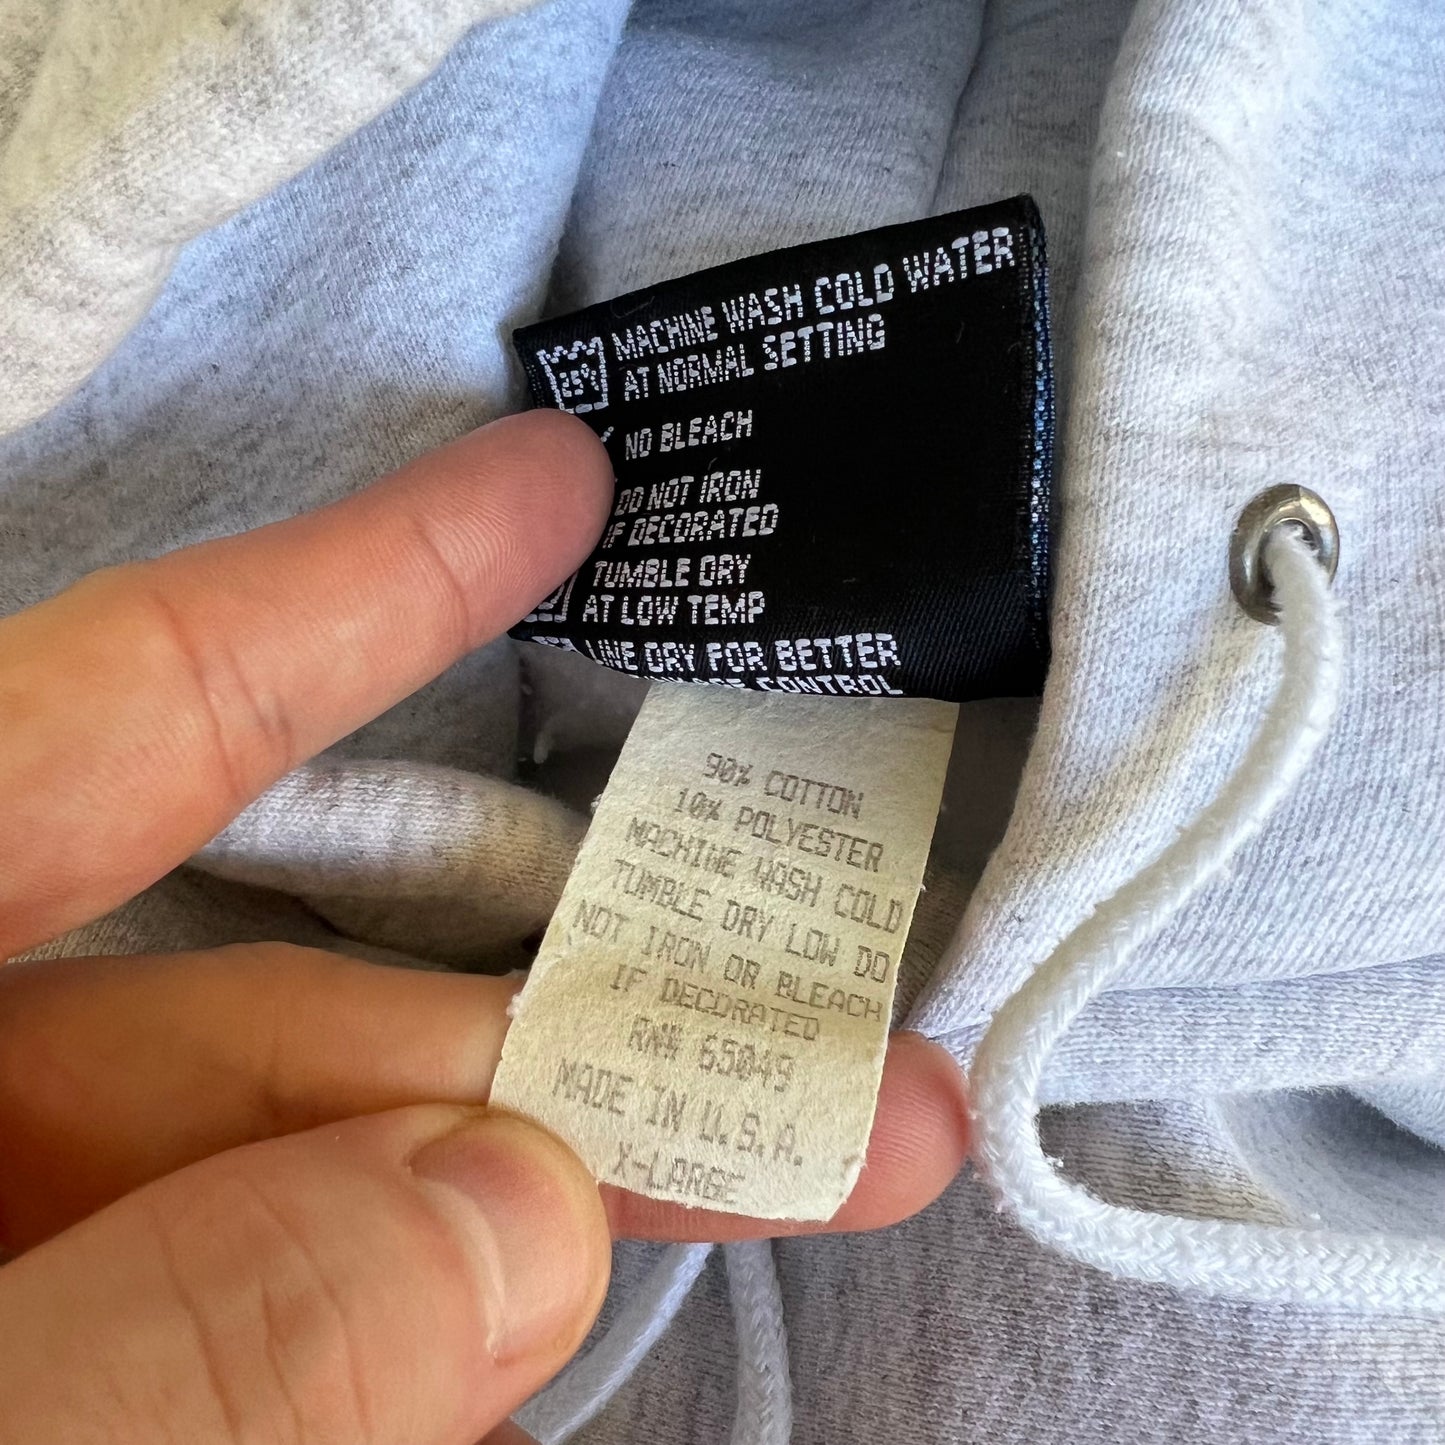 MACHINE WASH COLD WATER
AT NORMAL SETTING
NO BLEACH
DO NOT IRON
IF DECORATED
TUMBLE DRY
AT LOW TEMP
LINE DRY FOR BETTER
CONTROL
90% COTTON
10% POLYESTER
MACHINE WASH COLD
TUMBLE DRY LOW DO
NOT IRON OR BLEACH
IF DECORATED
RN# 65049
MADE IN U.S.A.
X-LARGE